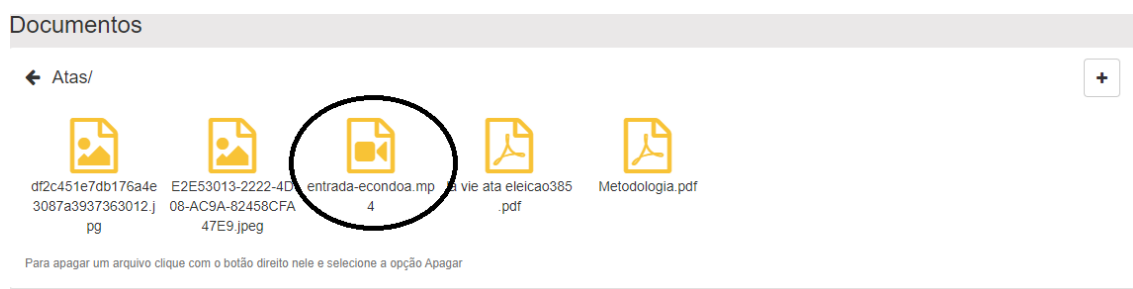 Documentos
Atas/
df2c451e7db176a4e
3087a3937363012.j
pg
E2E53013-2222-4D
08-AC9A-82458CFA
47E9.jpeg
entrada-econdoa.mp
4
la vie ata eleicao385
.pdf
Metodologia.pdf
Para apagar um arquivo clique com o botão direito nele e selecione a opção Apagar